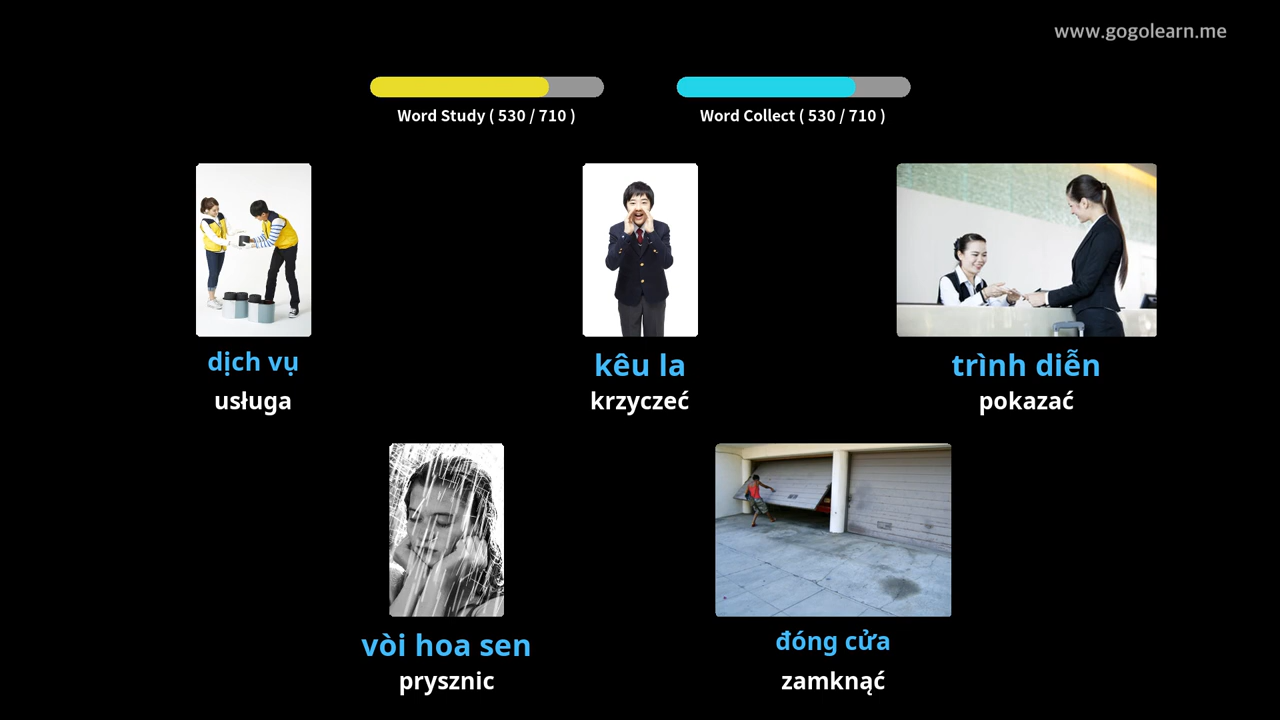 www.gogolearn.me
Word Study ( 530 / 710 )
Word Collect ( 530 / 710 )
dịch vụ
usługa
kêu la
krzyczeć
trình diễn
pokazać
vòi hoa sen
prysznic
đóng cửa
zamknąć